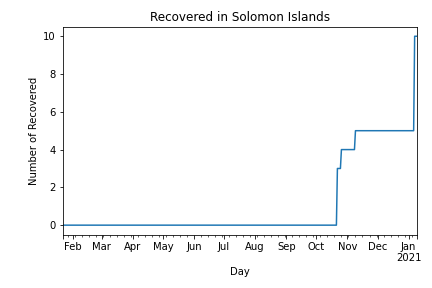 Recovered in Solomon Islands
Number of Recovered
10
8
6
4
2
0
Feb Mar Apr May Jun Jul Aug Sep Oct Nov Dec Jan
2021
Day